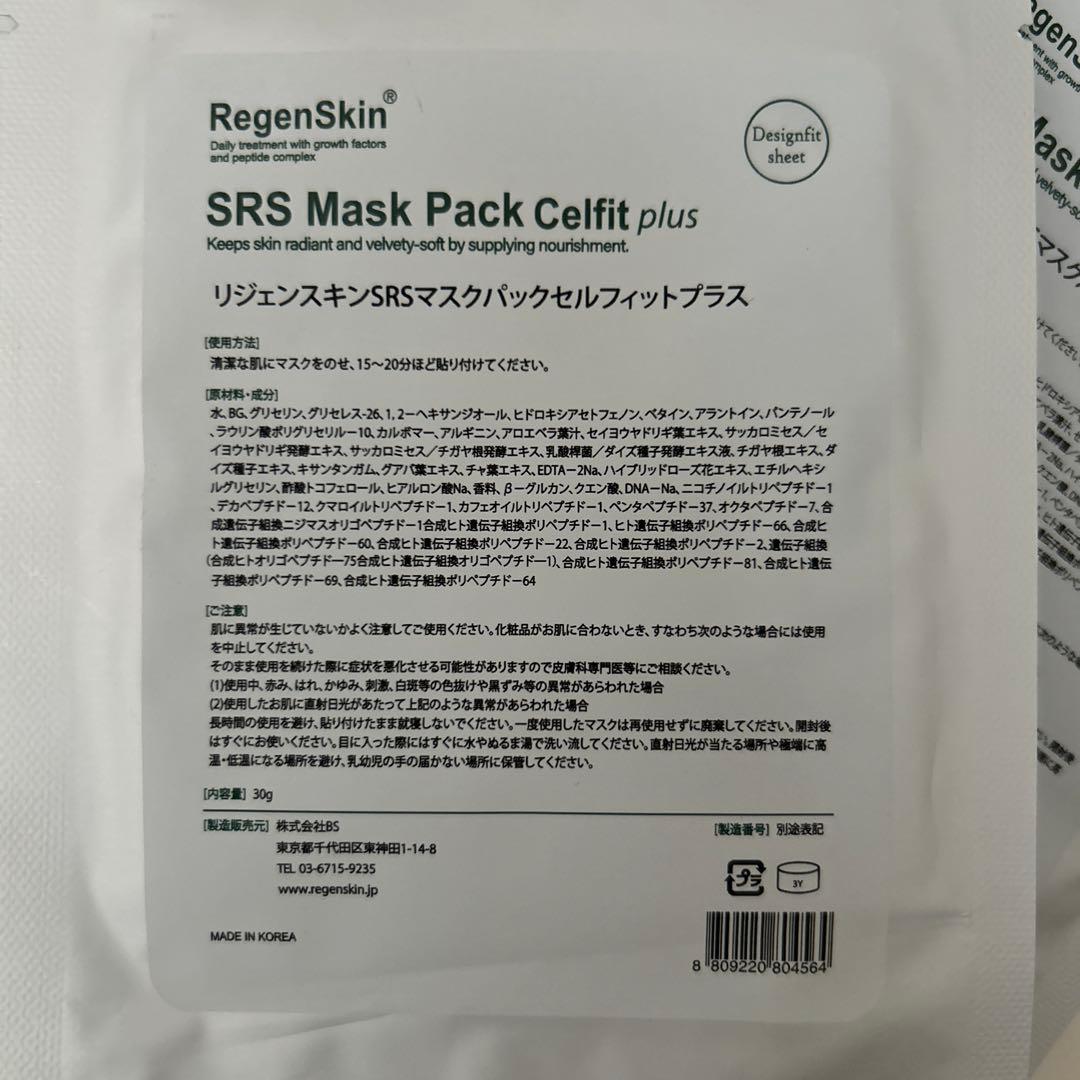 RegenSkin®
Daily treatment with growth factors
and peptide complex
Designfit
sheet
SRS Mask Pack Celfit plus
Keeps skin radiant and velvety-soft by supplying nourishment.
リジェンスキンSRSマスクパックセルフィットプラス
[使用方法]
清潔な肌にマスクをのせ、15〜20分ほど貼り付けてください。
[原材料・成分]
水、BG、グリセリン、グリセレス-26、1,2－ヘキサンジオール、ヒドロキシアセトフェノン、ベタイン、アラントイン、パンテノール
、ラウリン酸ポリグリセリル－10、カルボマー、アルギニン、アロエベラ葉汁、セイヨウヤドリギ葉エキス、サッカロミセス／セ
イヨウヤドリギ発酵エキス、サッカロミセス／チガヤ根発酵エキス、乳酸桿菌／ダイズ種子発酵エキス液、チガヤ根エキス、ダ
イズ種子エキス、キサンタンガム、グアバ葉エキス、チャ葉エキス、EDTA－2Na、ハイブリッドローズ花エキス、エチルヘキシ
ルグリセリン、酢酸トコフェロール、ヒアルロン酸Na、香料、β－グルカン、クエン酸、DNA－Na、ニコチノイルトリペプチド－1
、デカペプチド－12、クマロイルトリペプチド－1、カフェオイルトリペプチド－1、ペンタペプチド－37、オクタペプチド－7、合
成遺伝子組換ニジマスオリゴペプチド－1合成ヒト遺伝子組換ポリペプチド－1、ヒト遺伝子組換ポリペプチド－66、合成ヒ
ト遺伝子組換ポリペプチド－60、合成ヒト遺伝子組換ポリペプチド－22、合成ヒト遺伝子組換ポリペプチド－2、遺伝子組換
(合成ヒトオリゴペプチド－75合成ヒト遺伝子組換オリゴペプチド－1)、合成ヒト遺伝子組換ポリペプチド－81、合成ヒト遺伝
子組換ポリペプチド－69、合成ヒト遺伝子組換ポリペプチド－64
[ご注意]
肌に異常が生じていないかよく注意してご使用ください。化粧品がお肌に合わないとき、すなわち次のような場合には使用
を中止してください。
そのまま使用を続けた際に症状を悪化させる可能性がありますので皮膚科専門医等にご相談ください。
(1)使用中、赤み、はれ、かゆみ、刺激、白斑等の色抜けや黒ずみ等の異常があらわれた場合
(2)使用したお肌に直射日光があたって上記のような異常があらわれた場合
長時間の使用を避け、貼り付けたまま就寝しないでください。一度使用したマスクは再使用せずに廃棄してください。開封後
はすぐにお使いください。目に入った際にはすぐに水やぬるま湯で洗い流してください。直射日光が当たる場所や極端に高
温・低温になる場所を避け、乳幼児の手の届かない場所に保管してください。
[内容量] 30g
[製造販売元] 株式会社BS
東京都千代田区東神田1-14-8
TEL 03-6715-9235
www.regenskin.jp
[製造番号] 別途表記
プラ
3Y
MADE IN KOREA
8 809220 804564